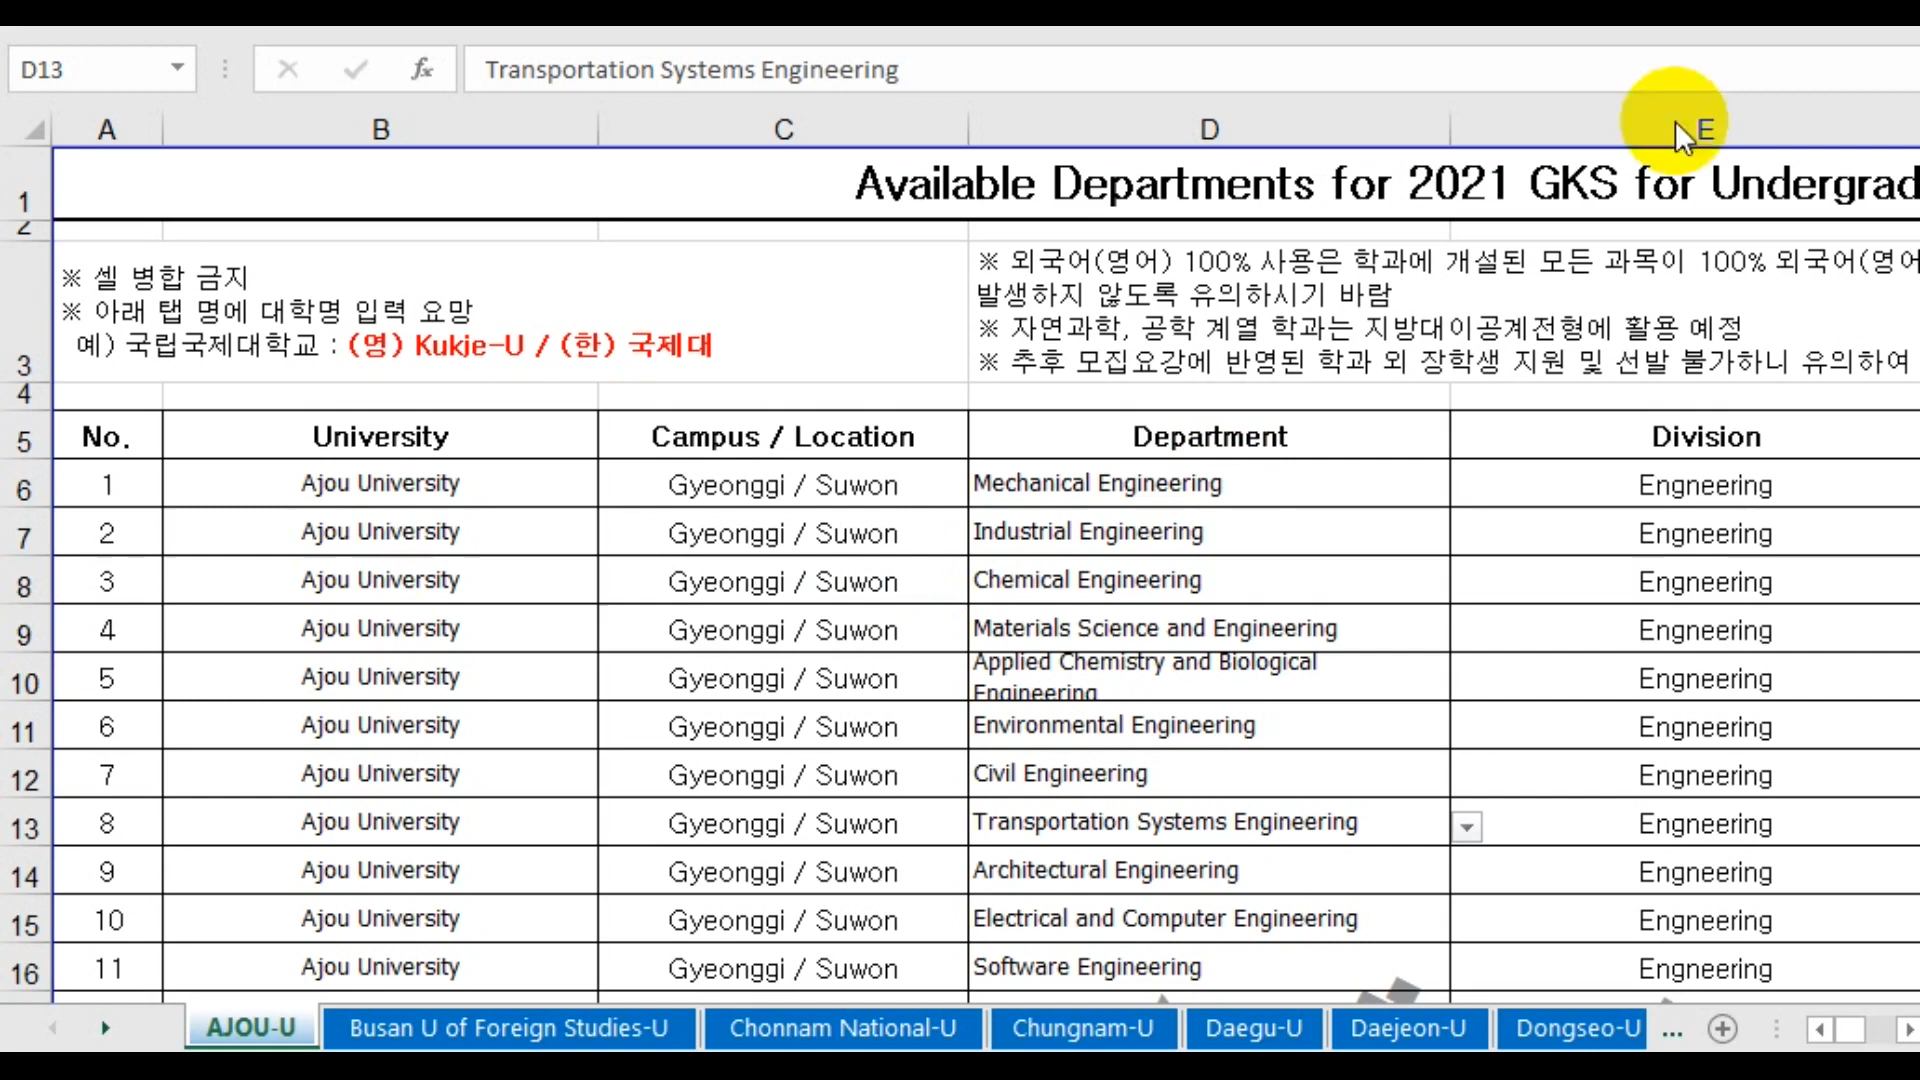 D13 fx Transportation Systems Engineering
A B C D E
1 Available Departments for 2021 GKS for Undergrad
2
※ 셀 병합 금지
※ 아래 탭 명에 대학명 입력 요망
예) 국립국제대학교 : (영) Kukje-U / (한) 국제대
3
※ 외국어(영어) 100% 사용은 학과에 개설된 모든 과목이 100% 외국어(영어
발생하지 않도록 유의하시기 바람
※ 자연과학, 공학 계열 학과는 지방대이공계전형에 활용 예정
※ 추후 모집요강에 반영된 학과 외 장학생 지원 및 선발 불가하니 유의하여
4
5 No. University Campus / Location Department Division
6 1 Ajou University Gyeonggi / Suwon Mechanical Engineering Engneering
7 2 Ajou University Gyeonggi / Suwon Industrial Engineering Engneering
8 3 Ajou University Gyeonggi / Suwon Chemical Engineering Engneering
9 4 Ajou University Gyeonggi / Suwon Materials Science and Engineering Engneering
10 5 Ajou University Gyeonggi / Suwon Applied Chemistry and Biological Engineering Engneering
11 6 Ajou University Gyeonggi / Suwon Environmental Engineering Engneering
12 7 Ajou University Gyeonggi / Suwon Civil Engineering Engneering
13 8 Ajou University Gyeonggi / Suwon Transportation Systems Engineering Engneering
14 9 Ajou University Gyeonggi / Suwon Architectural Engineering Engneering
15 10 Ajou University Gyeonggi / Suwon Electrical and Computer Engineering Engneering
16 11 Ajou University Gyeonggi / Suwon Software Engineering Engneering
AJOU-U Busan U of Foreign Studies-U Chonnam National-U Chungnam-U Daegu-U Daejeon-U Dongseo-U ...